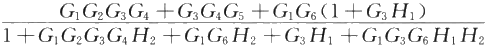 G₁G₂G₃G₄ + G₃G₄G₅ + G₁G₆(1 + G₃H₁)
1 + G₁G₂G₃G₄H₂ + G₁G₆H₂ + G₃H₁ + G₁G₃G₆H₁H₂